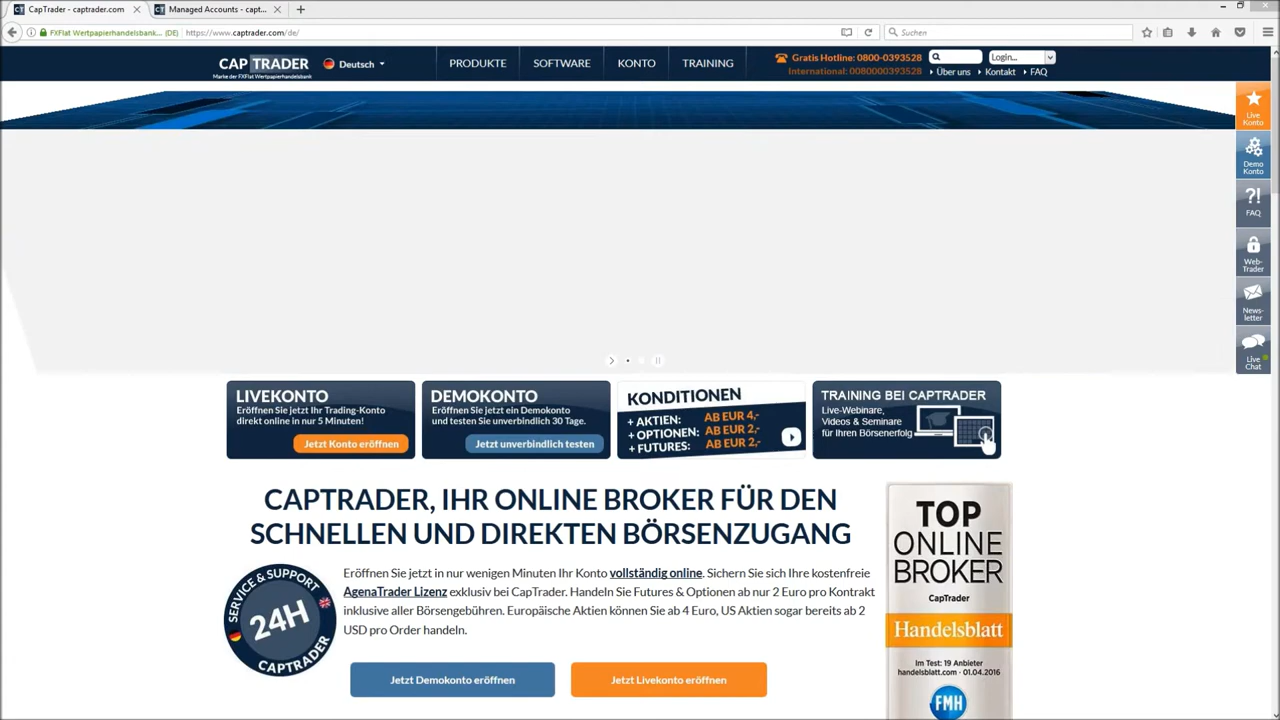 CapTrader - captrader.com
Managed Accounts - capt...
FXFlat Wertpapierhandelsbank... (DE)
https://www.captrader.com/de/
Suchen
CAP TRADER
Marke der FXFlat Wertpapierhandelsbank
Deutsch
PRODUKTE
SOFTWARE
KONTO
TRAINING
Gratis Hotline: 0800-0393528
International: 0080000393528
Login...
Über uns
Kontakt
FAQ
Live
Konto
Demo
Konto
?!
FAQ
Web-
Trader
News-
letter
Live
Chat
LIVEKONTO
Eröffnen Sie jetzt Ihr Trading-Konto
direkt online in nur 5 Minuten!
Jetzt Konto eröffnen
DEMOKONTO
Eröffnen Sie jetzt ein Demokonto
und testen Sie unverbindlich 30 Tage.
Jetzt unverbindlich testen
KONDITIONEN
+ AKTIEN: AB EUR 4,-
+ OPTIONEN: AB EUR 2,-
+ FUTURES: AB EUR 2,-
TRAINING BEI CAPTRADER
Live-Webinare,
Videos & Seminare
für Ihren Börsenerfolg
CAPTRADER, IHR ONLINE BROKER FÜR DEN
SCHNELLEN UND DIREKTEN BÖRSENZUGANG
SERVICE & SUPPORT
24H
CAPTRADER
Eröffnen Sie jetzt in nur wenigen Minuten Ihr Konto vollständig online. Sichern Sie sich Ihre kostenfreie
AgenaTrader Lizenz exklusiv bei CapTrader. Handeln Sie Futures & Optionen ab nur 2 Euro pro Kontrakt
inklusive aller Börsengebühren. Europäische Aktien können Sie ab 4 Euro, US Aktien sogar bereits ab 2
USD pro Order handeln.
Jetzt Demokonto eröffnen
Jetzt Livekonto eröffnen
TOP
ONLINE
BROKER
CapTrader
Handelsblatt
Im Test: 19 Anbieter
handelsblatt.com - 01.04.2016
FMH